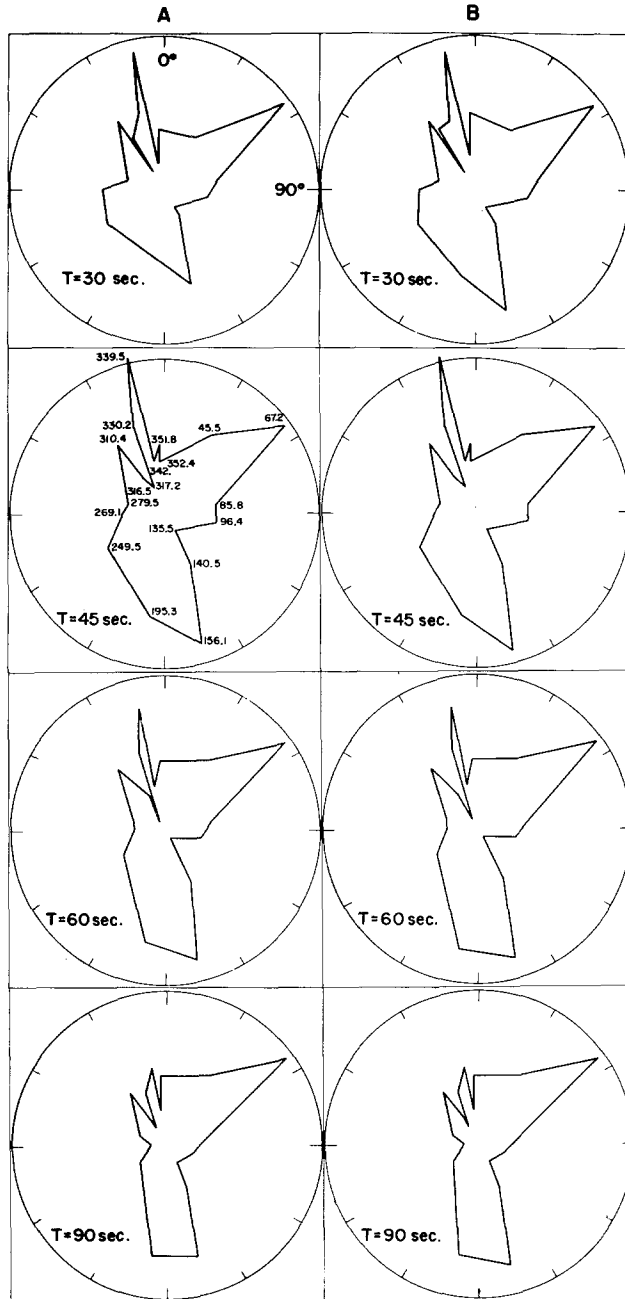 A
B
0°
90°
T=30 sec.
T=30 sec.
339.5
67.2
330.2
351.8
45.5
310.4
352.4
342.
317.2
316.5
279.5
85.8
269.1
135.5
96.4
249.5
140.5
195.3
156.1
T=45 sec.
T=45 sec.
T=60 sec.
T=60 sec.
T=90 sec.
T=90 sec.